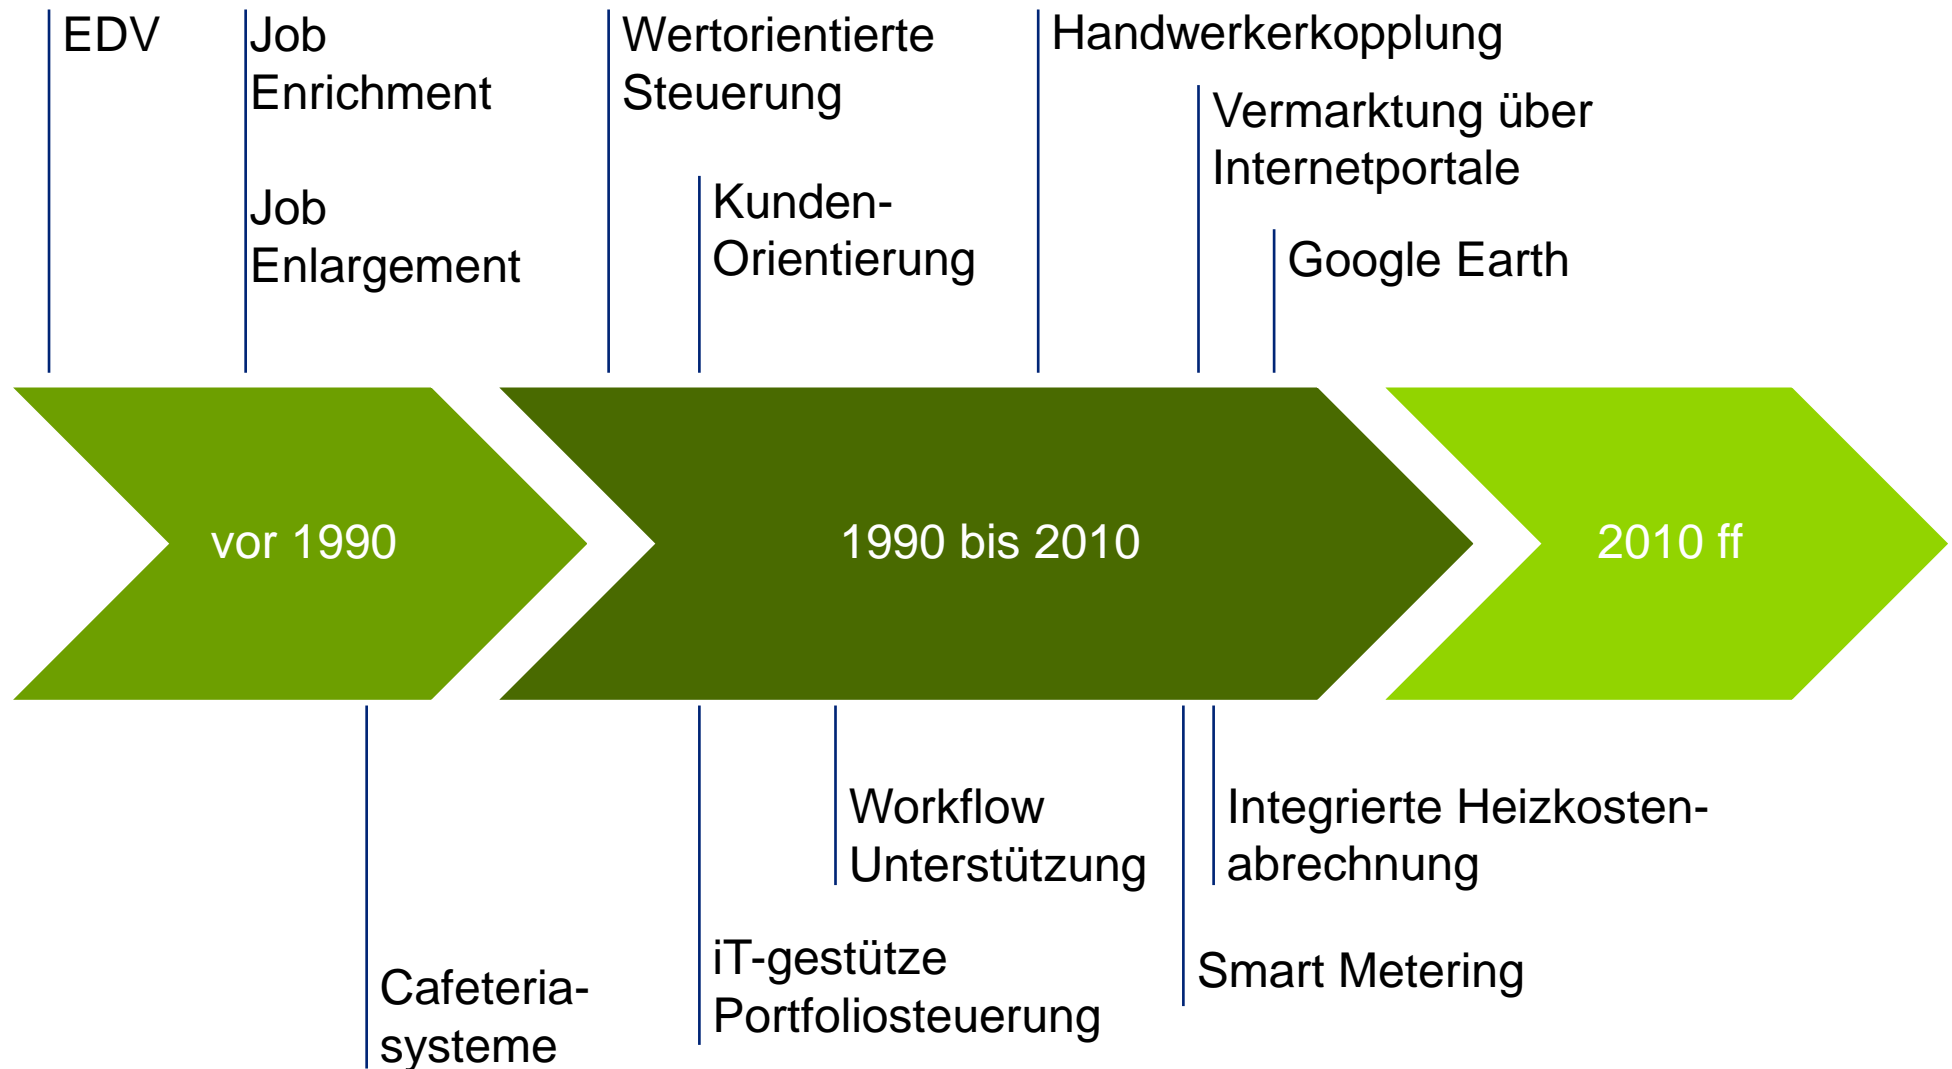 EDV
Job
Enrichment
Job
Enlargement
Wertorientierte
Steuerung
Kunden-
Orientierung
Handwerkerkopplung
Vermarktung über
Internetportale
Google Earth
vor 1990
1990 bis 2010
2010 ff
Cafeteria-
systeme
iT-gestütze
Portfoliosteuerung
Workflow
Unterstützung
Smart Metering
Integrierte Heizkosten-
abrechnung